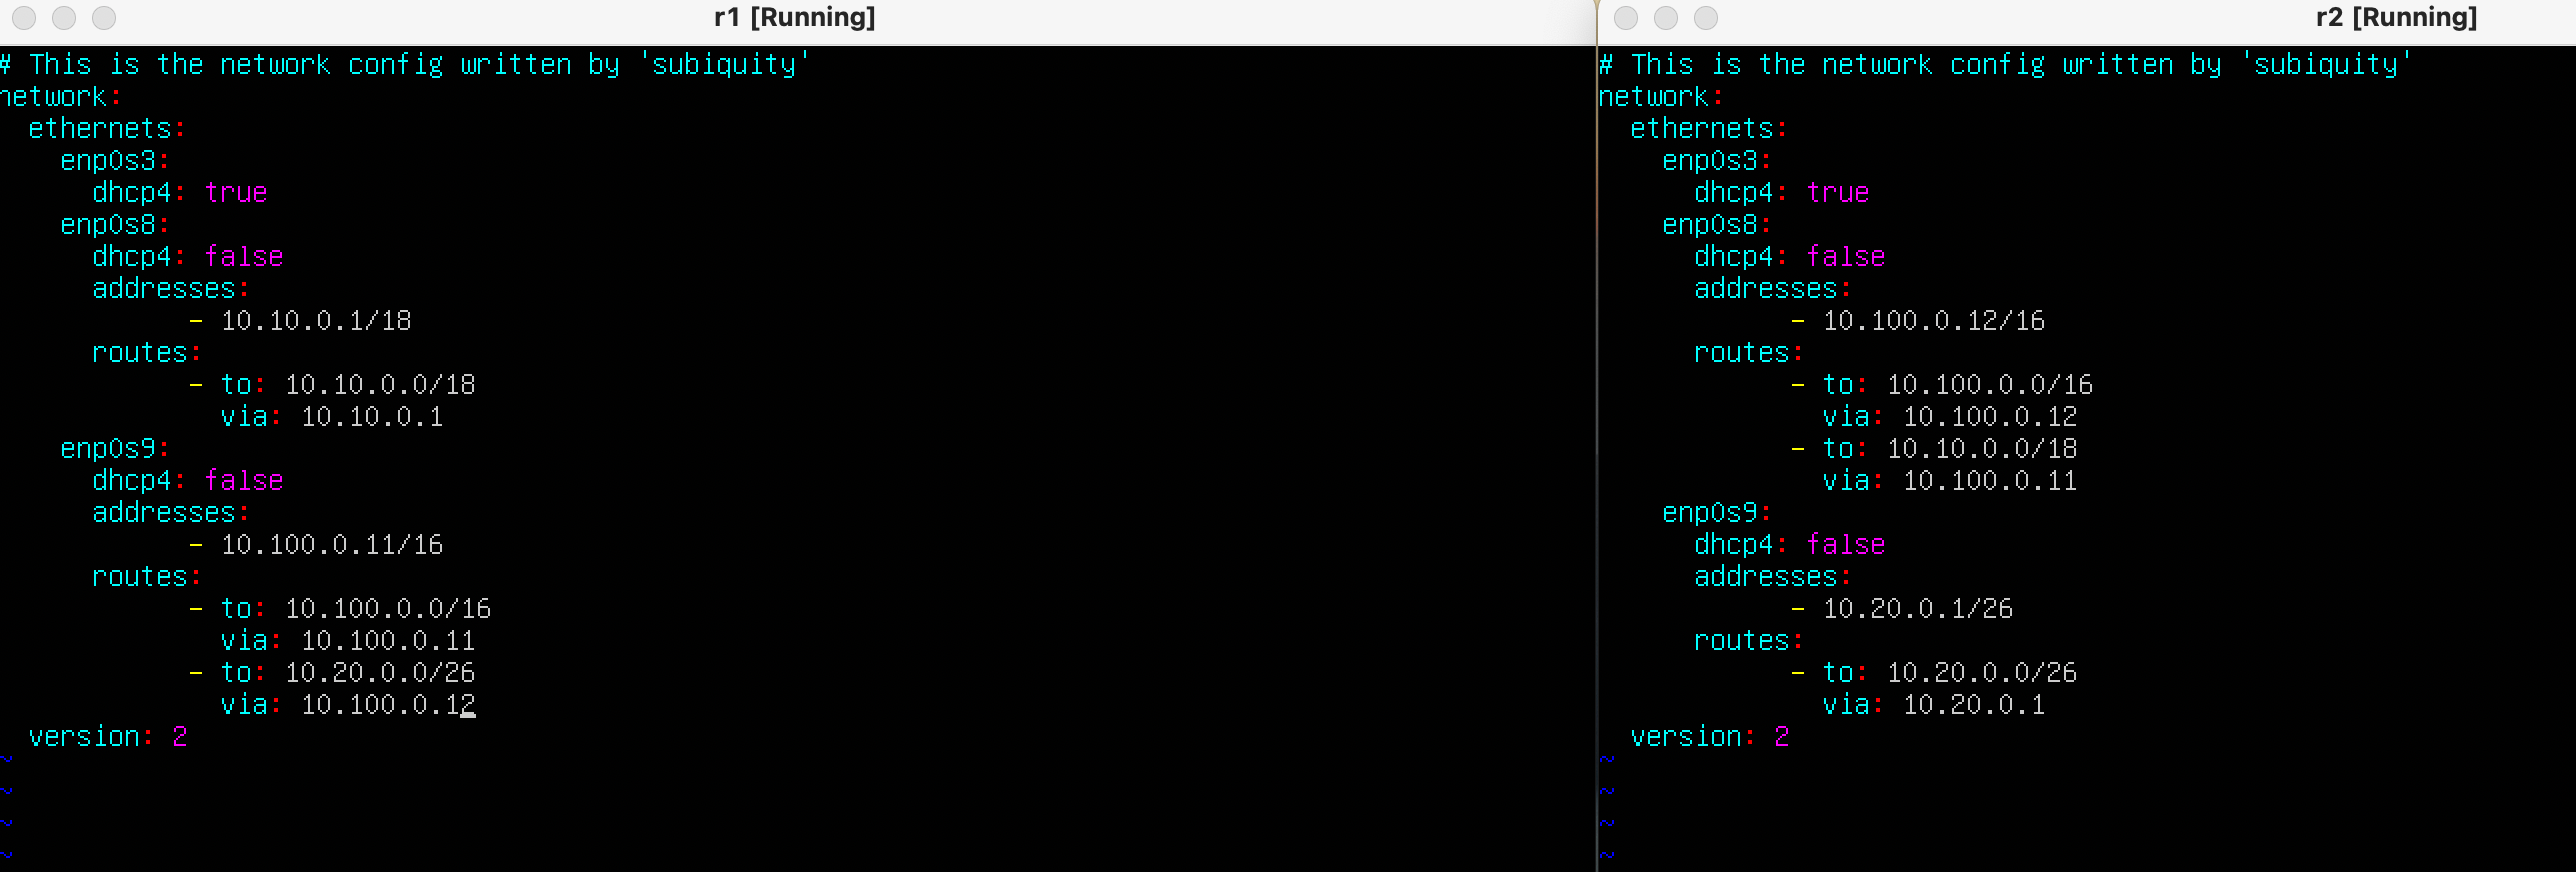 r1 [Running]
# This is the network config written by 'subiquity'
network:
  ethernets:
    enp0s3:
      dhcp4: true
    enp0s8:
      dhcp4: false
      addresses:
            - 10.10.0.1/18
      routes:
            - to: 10.10.0.0/18
              via: 10.10.0.1
    enp0s9:
      dhcp4: false
      addresses:
            - 10.100.0.11/16
      routes:
            - to: 10.100.0.0/16
              via: 10.100.0.11
            - to: 10.20.0.0/26
              via: 10.100.0.12
  version: 2
~
~
~
~
r2 [Running]
# This is the network config written by 'subiquity'
network:
  ethernets:
    enp0s3:
      dhcp4: true
    enp0s8:
      dhcp4: false
      addresses:
            - 10.100.0.12/16
      routes:
            - to: 10.100.0.0/16
              via: 10.100.0.12
            - to: 10.10.0.0/18
              via: 10.100.0.11
    enp0s9:
      dhcp4: false
      addresses:
            - 10.20.0.1/26
      routes:
            - to: 10.20.0.0/26
              via: 10.20.0.1
  version: 2
~
~
~
~